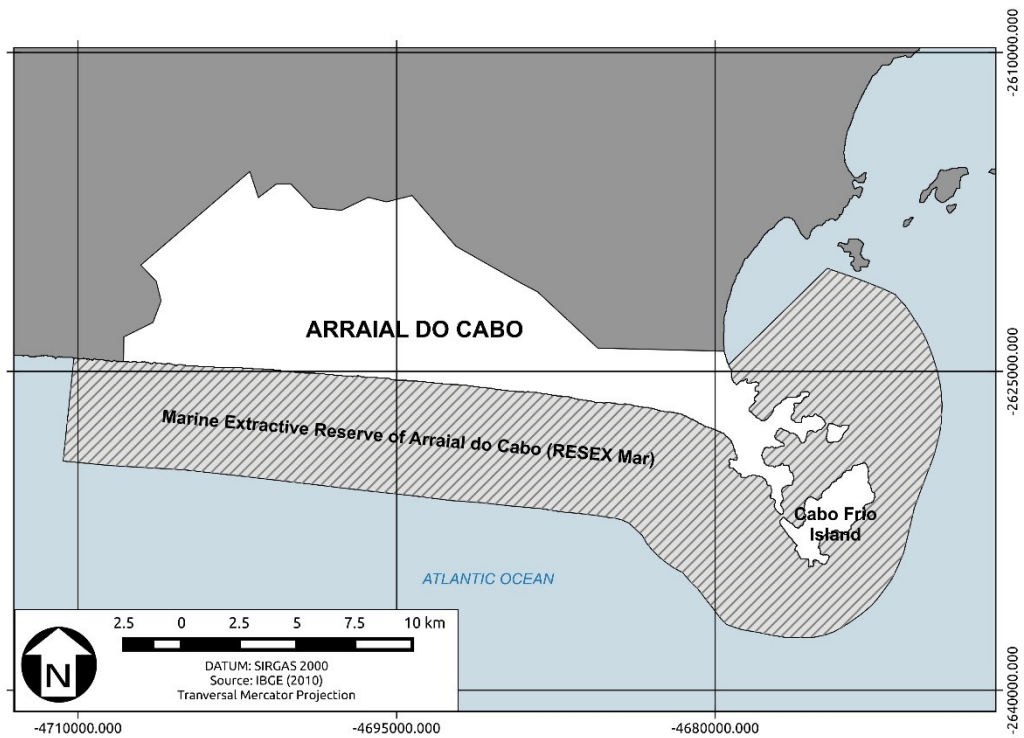 -2610000.000
ARRAIAL DO CABO
-2625000.000
Marine Extractive Reserve of Arraial do Cabo (RESEX Mar)
Cabo Frio
Island
ATLANTIC OCEAN
2.5 0 2.5 5 7.5 10 km
N
DATUM: SIRGAS 2000
Source: IBGE (2010)
Tranversal Mercator Projection
-2640000.000
-4710000.000 -4695000.000 -4680000.000